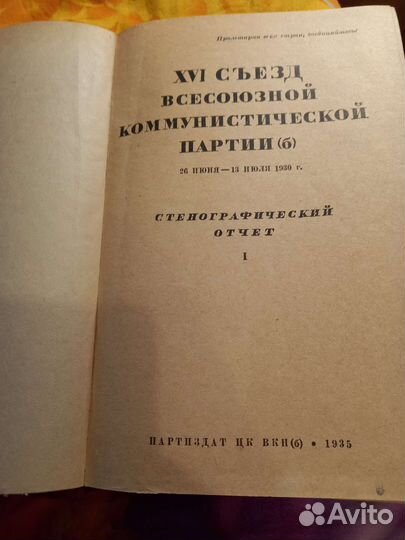 Пролетарии всех стран, соединяйтесь!
XVI СЪЕЗД
ВСЕСОЮЗНОЙ
КОММУНИСТИЧЕСКОЙ
ПАРТИИ (б)
26 ИЮНЯ — 13 ИЮЛЯ 1930 г.
СТЕНОГРАФИЧЕСКИЙ
ОТЧЕТ
I
ПАРТИЗДАТ ЦК ВКП(б) • 1935
Avito